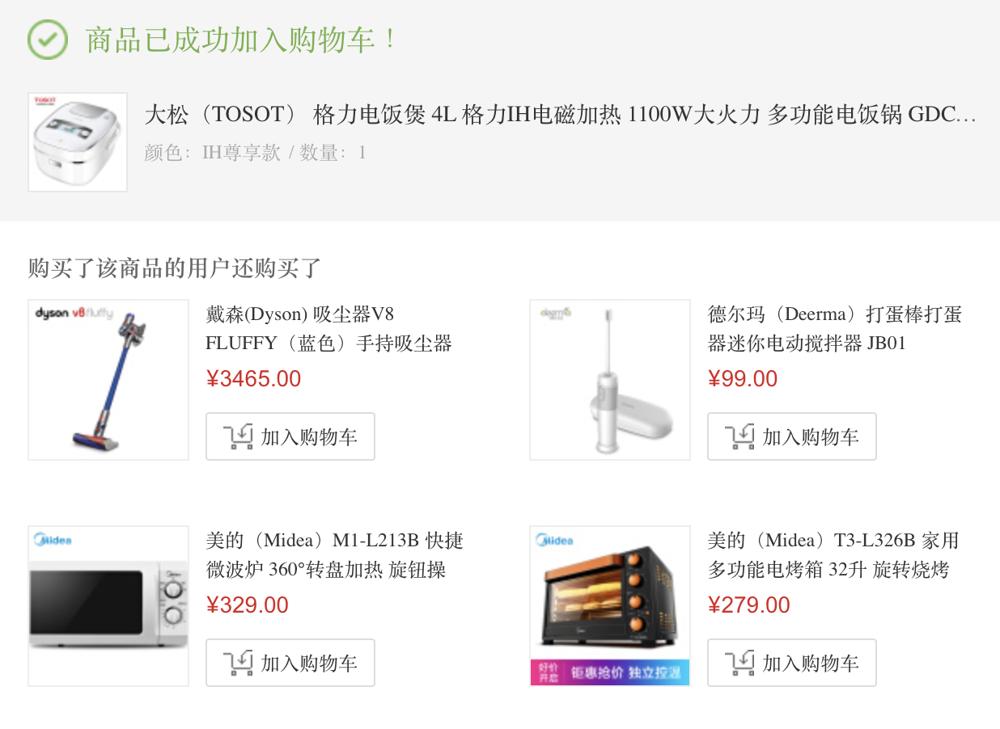 商品已成功加入购物车！
TOSOT
大松（TOSOT） 格力电饭煲 4L 格力IH电磁加热 1100W大火力 多功能电饭锅 GDC...
颜色：IH尊享款 / 数量：1
购买了该商品的用户还购买了
dyson v8 fluffy
戴森(Dyson) 吸尘器V8
FLUFFY（蓝色）手持吸尘器
¥3465.00
加入购物车
deerma
德尔玛（Deerma）打蛋棒打蛋
器迷你电动搅拌器 JB01
¥99.00
加入购物车
Midea
美的（Midea）M1-L213B 快捷
微波炉 360°转盘加热 旋钮操
¥329.00
加入购物车
Midea
好价
开启
钜惠抢价 独立控温
美的（Midea）T3-L326B 家用
多功能电烤箱 32升 旋转烧烤
¥279.00
加入购物车